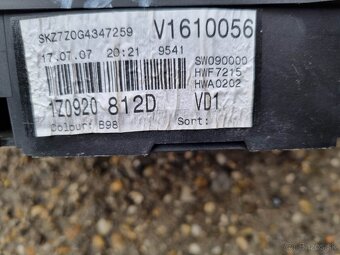 SKZ7Z0G4347259 V1610056
17.07.07 20:21 9541 SW090000
HWF7215
HWA0202
1Z0920 812D VD1
Colour: B98 Sort: